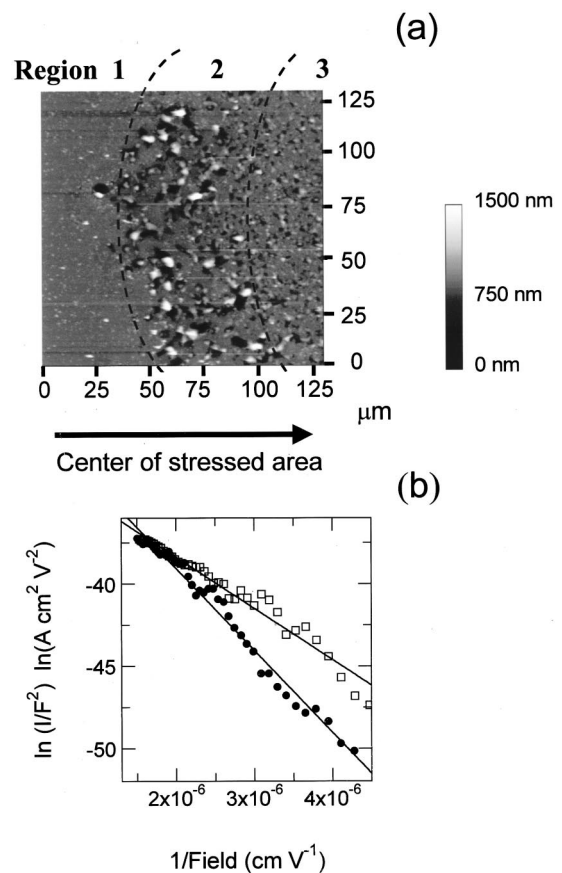 (a)
Region 1 2 3
125
100
75
50
25
0
0 25 50 75 100 125
μm
1500 nm
750 nm
0 nm
Center of stressed area
(b)
ln (I/F²) ln(A cm² V⁻²)
-40
-45
-50
2x10⁻⁶ 3x10⁻⁶ 4x10⁻⁶
1/Field (cm V⁻¹)